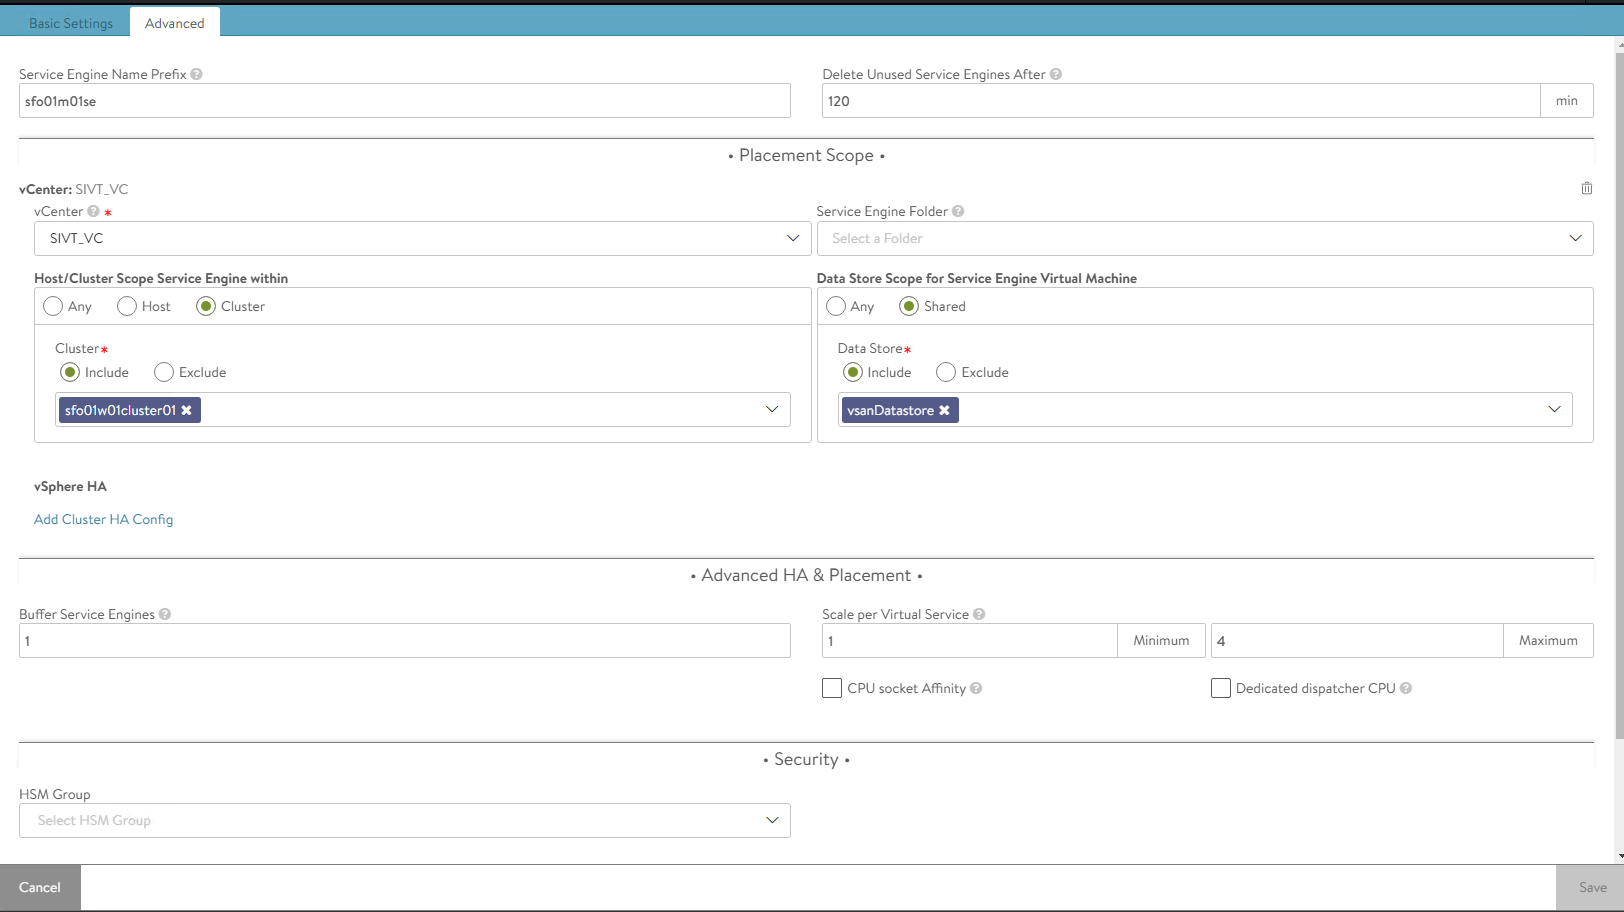 Basic Settings
Advanced
Service Engine Name Prefix ?
Delete Unused Service Engines After ?
sfo01m01se
120
min
• Placement Scope •
vCenter: SIVT_VC
vCenter ? *
Service Engine Folder ?
SIVT_VC
Select a Folder
Host/Cluster Scope Service Engine within
Data Store Scope for Service Engine Virtual Machine
Any
Host
Cluster
Any
Shared
Cluster*
Data Store*
Include
Exclude
Include
Exclude
sfo01w01cluster01 ✖
vsanDatastore ✖
vSphere HA
Add Cluster HA Config
• Advanced HA & Placement •
Buffer Service Engines ?
Scale per Virtual Service ?
1
1
Minimum
4
Maximum
CPU socket Affinity ?
Dedicated dispatcher CPU ?
• Security •
HSM Group
Select HSM Group
Cancel
Save